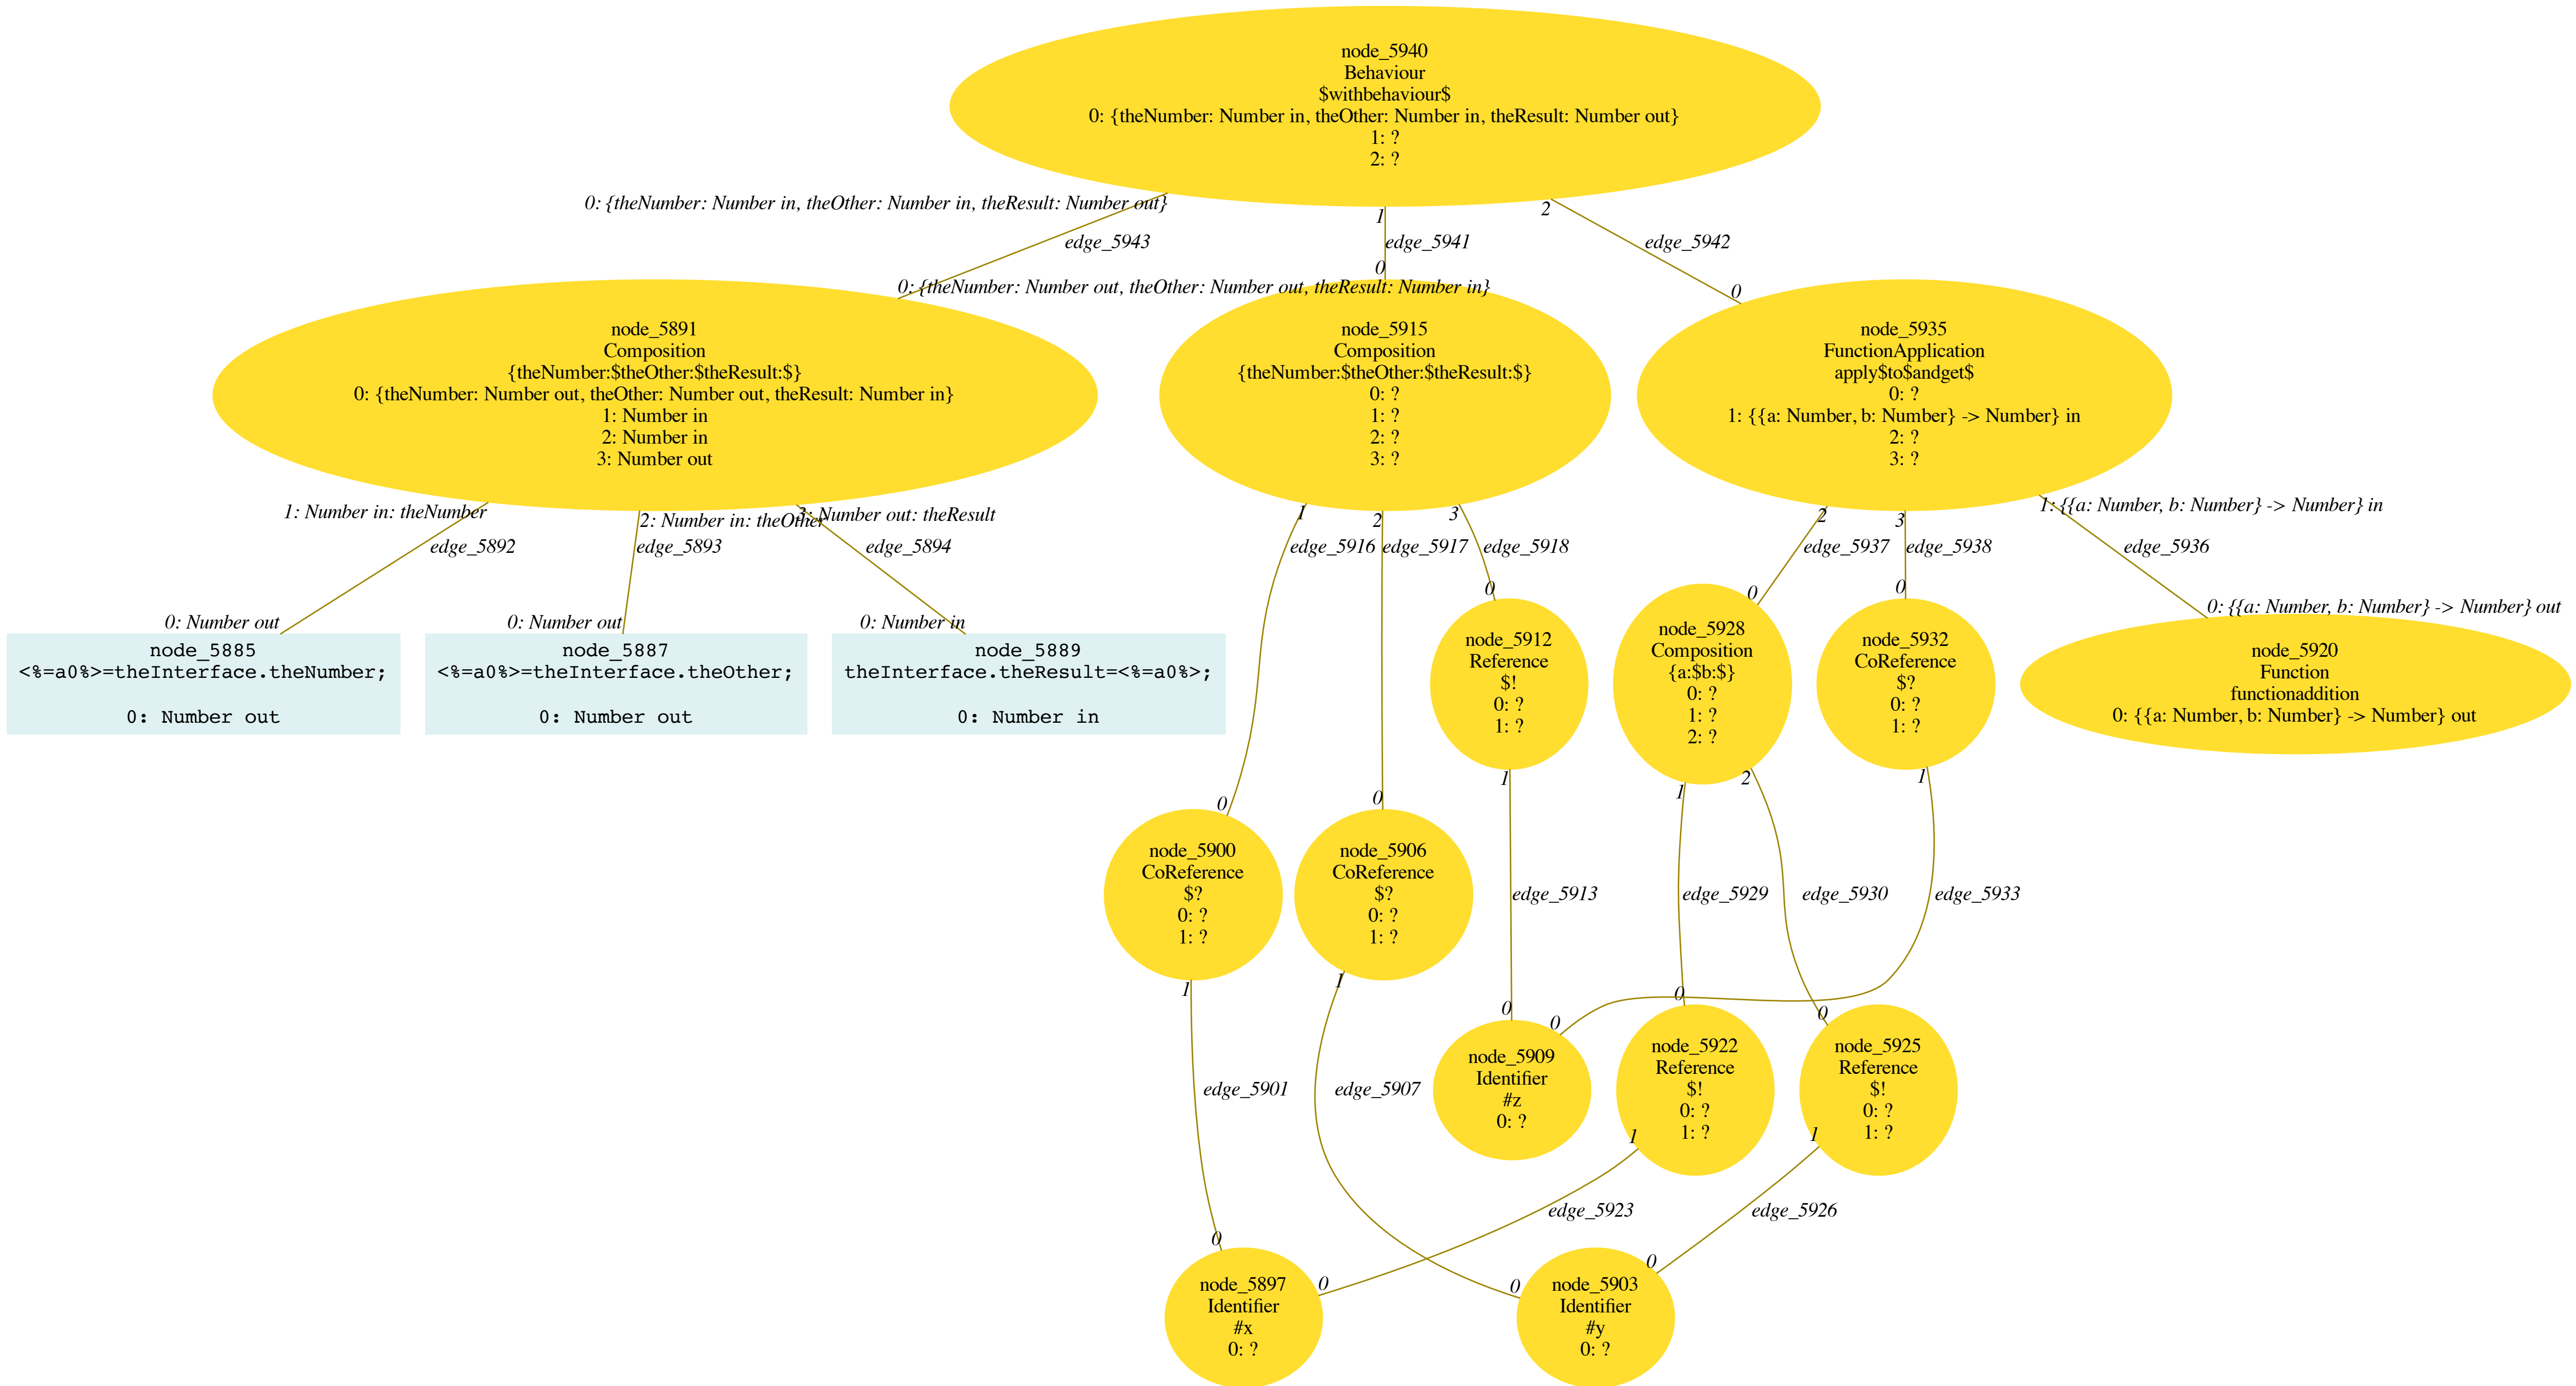 node_5940
Behaviour
$withbehaviour$
0: {theNumber: Number in, theOther: Number in, theResult: Number out}
1: ?
2: ?
0: {theNumber: Number in, theOther: Number in, theResult: Number out}
1
2
edge_5943
edge_5941
edge_5942
0
0
0: {theNumber: Number out, theOther: Number out, theResult: Number in}
node_5891
Composition
{theNumber:$theOther:$theResult:$}
0: {theNumber: Number out, theOther: Number out, theResult: Number in}
1: Number in
2: Number in
3: Number out
node_5915
Composition
{theNumber:$theOther:$theResult:$}
0: ?
1: ?
2: ?
3: ?
node_5935
FunctionApplication
apply$to$andget$
0: ?
1: {{a: Number, b: Number} -> Number} in
2: ?
3: ?
1: Number in: theNumber
2: Number in: theOther
3: Number out: theResult
1
2
3
2
3
1: {{a: Number, b: Number} -> Number} in
edge_5892
edge_5893
edge_5894
edge_5916
edge_5917
edge_5918
edge_5937
edge_5938
edge_5936
0: Number out
0: Number out
0: Number in
0
0
0
0: {{a: Number, b: Number} -> Number} out
node_5885
<%=a0%>=theInterface.theNumber;
0: Number out
node_5887
<%=a0%>=theInterface.theOther;
0: Number out
node_5889
theInterface.theResult=<%=a0%>;
0: Number in
node_5912
Reference
$!
0: ?
1: ?
node_5928
Composition
{a:$b:$}
0: ?
1: ?
2: ?
node_5932
CoReference
$?
0: ?
1: ?
node_5920
Function
functionaddition
0: {{a: Number, b: Number} -> Number} out
1
1
2
1
0
0
node_5900
CoReference
$?
0: ?
1: ?
node_5906
CoReference
$?
0: ?
1: ?
edge_5913
edge_5929
edge_5930
edge_5933
1
1
0
0
0
0
node_5909
Identifier
#z
0: ?
node_5922
Reference
$!
0: ?
1: ?
node_5925
Reference
$!
0: ?
1: ?
edge_5901
edge_5907
1
1
edge_5923
edge_5926
0
0
0
0
node_5897
Identifier
#x
0: ?
node_5903
Identifier
#y
0: ?